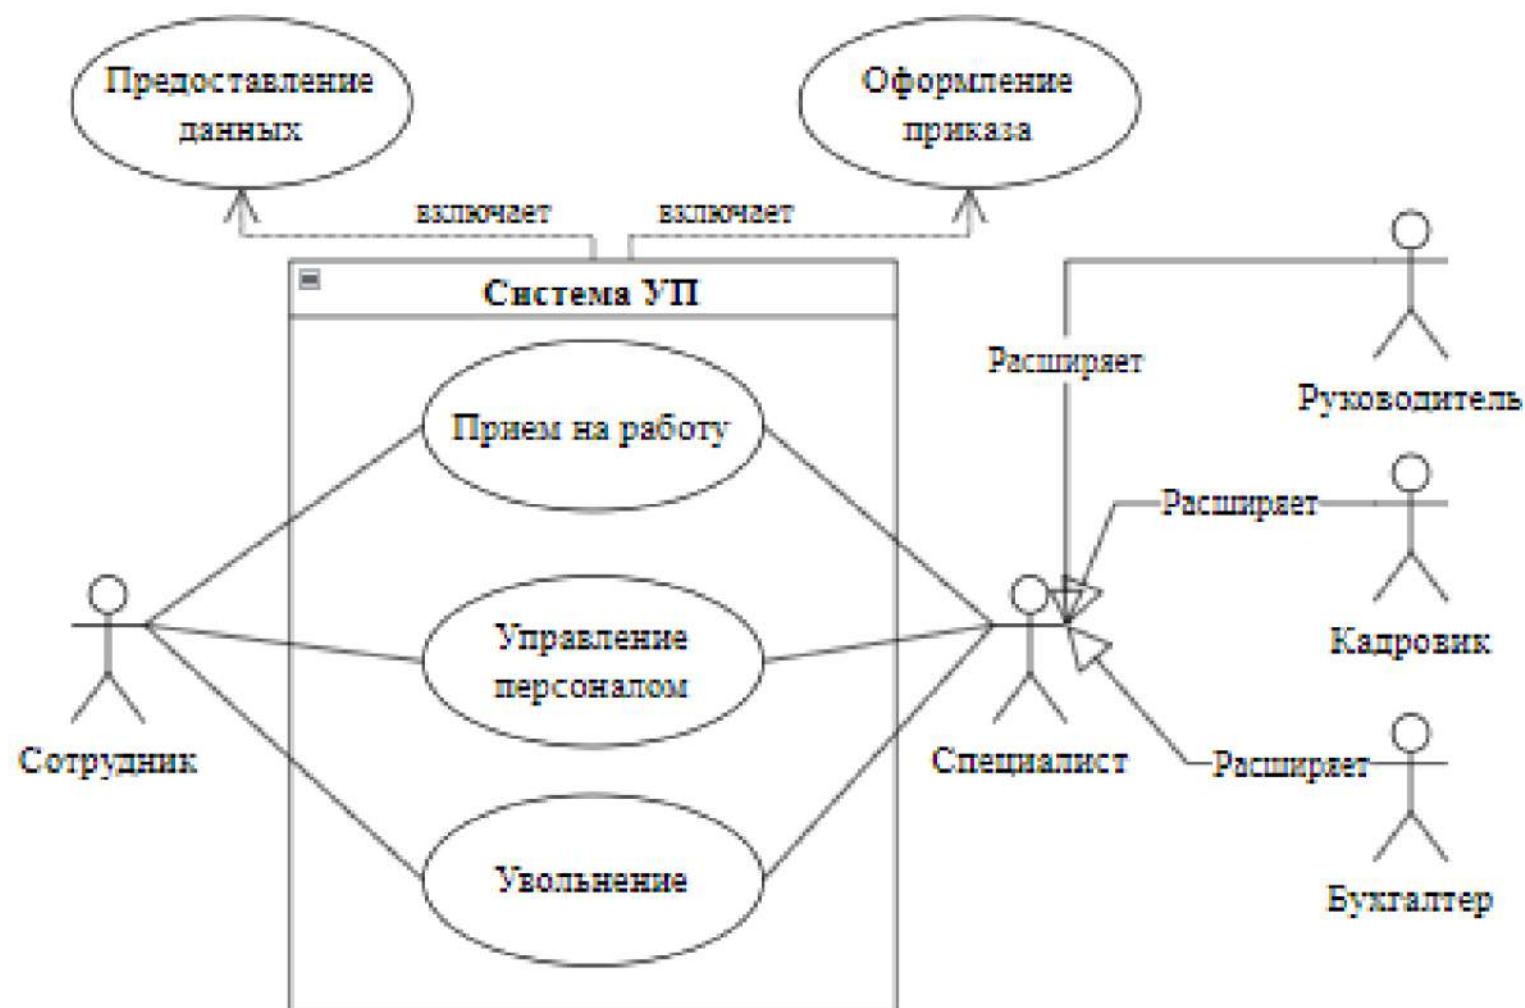 Предоставление
данных
Оформление
приказа
включает
включает
Система УП
Расширяет
Руководитель
Прием на работу
Расширяет
Кадровик
Управление
персоналом
Сотрудник
Специалист
Расширяет
Увольнение
Бухгалтер